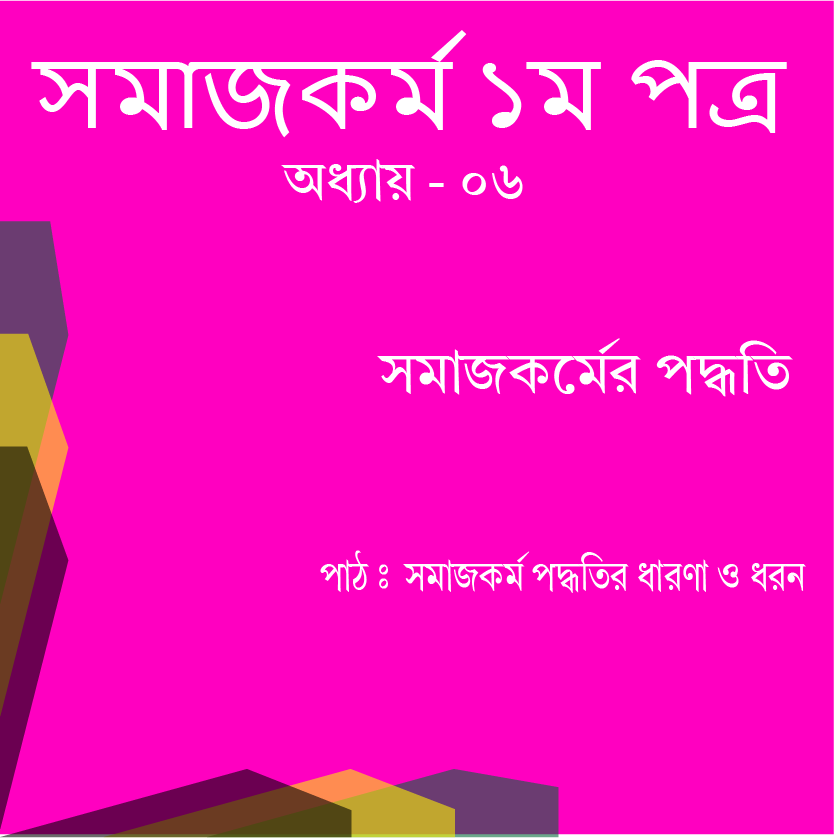 সমাজকর্ম ১ম পত্র
অধ্যায় - ০৬
সমাজকর্মের পদ্ধতি
পাঠ ঃ সমাজকর্ম পদ্ধতির ধারণা ও ধরন